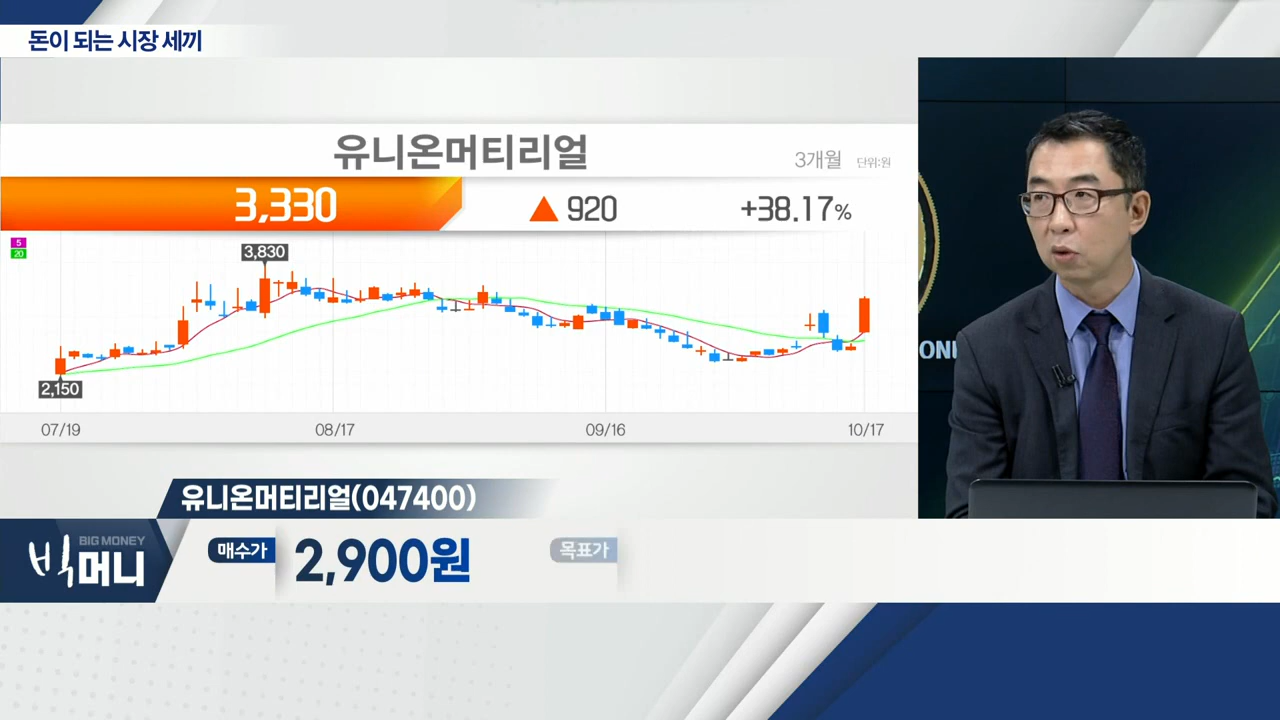 돈이 되는 시장 세끼
유니온머티리얼
3개월 단위:원
3,330 ▲ 920 +38.17%
5
20
3,830
2,150
07/19 08/17 09/16 10/17
유니온머티리얼(047400)
BIG MONEY
빅머니
매수가 2,900원 목표가